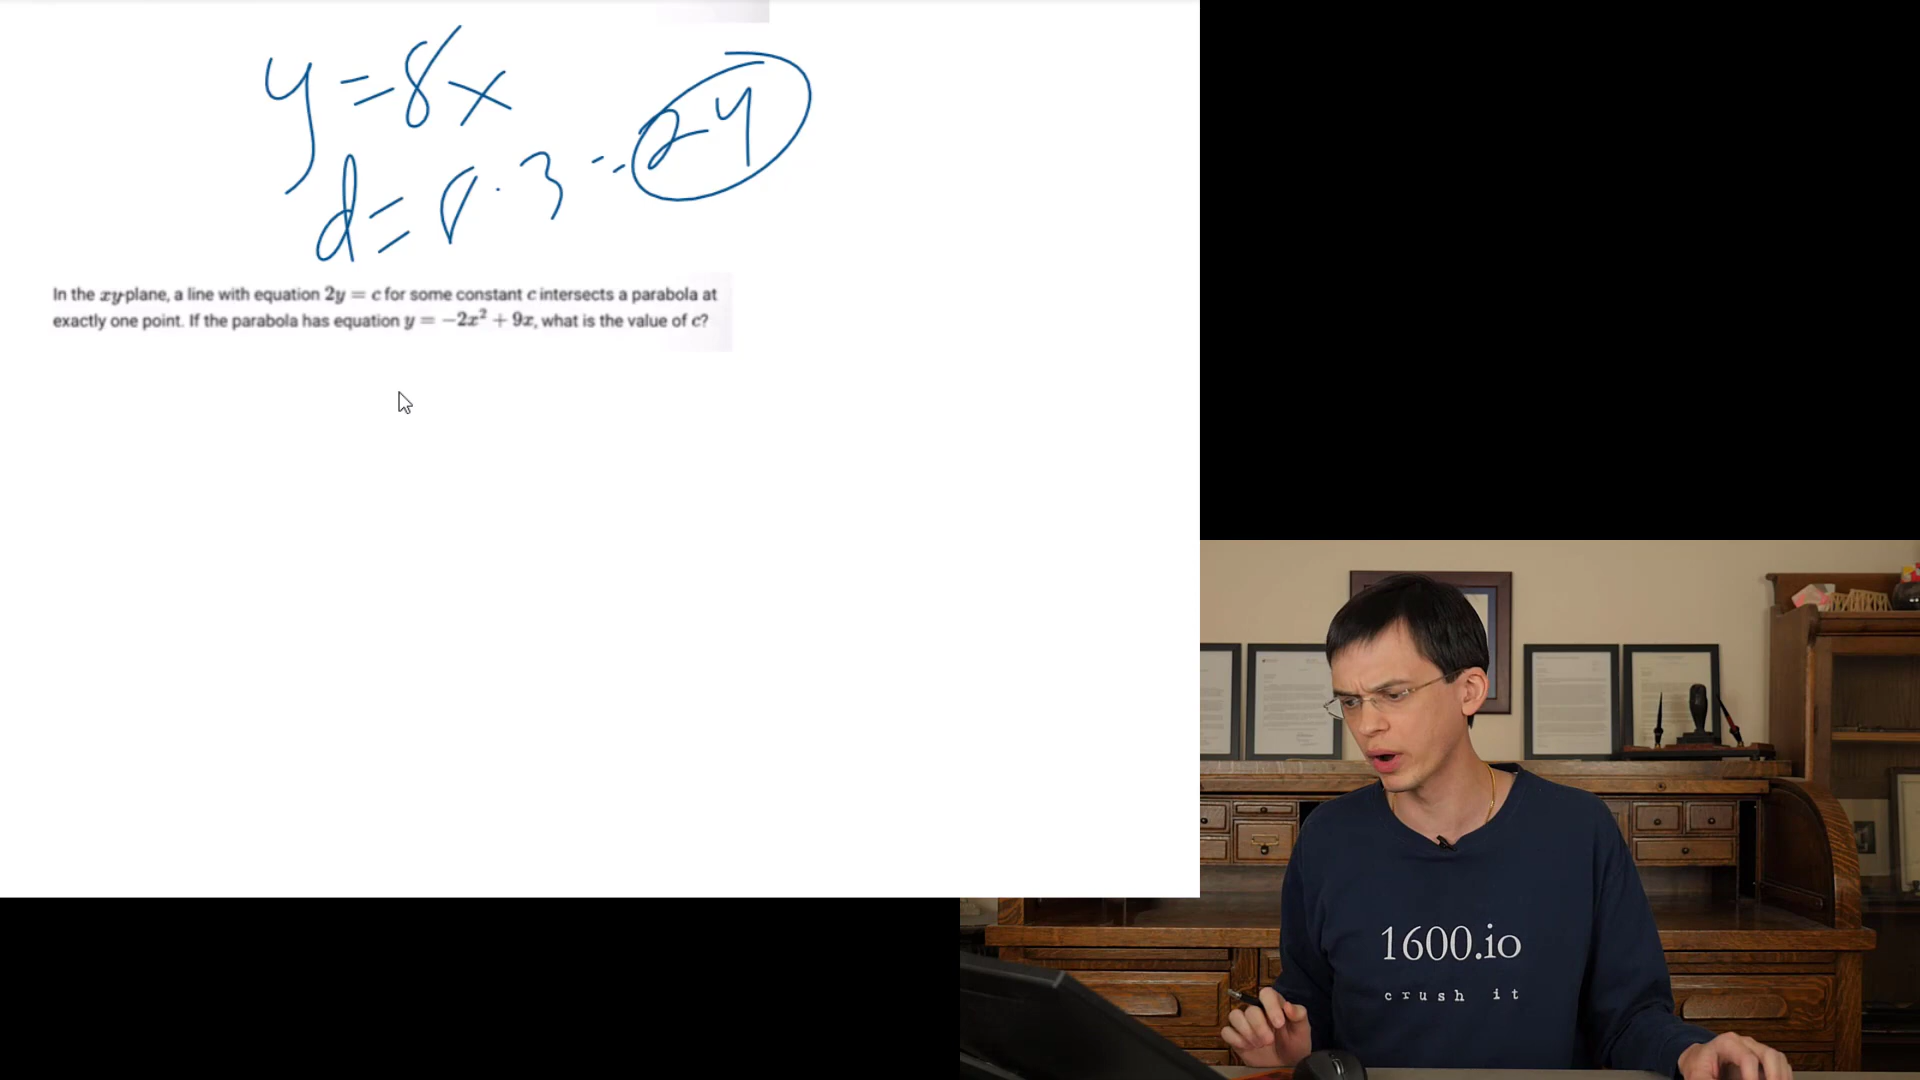 y=8x
d=8·3=24
In the xy-plane, a line with equation 2y = c for some constant c intersects a parabola at
exactly one point. If the parabola has equation y = −2x² + 9x, what is the value of c?
1600.io
crush it